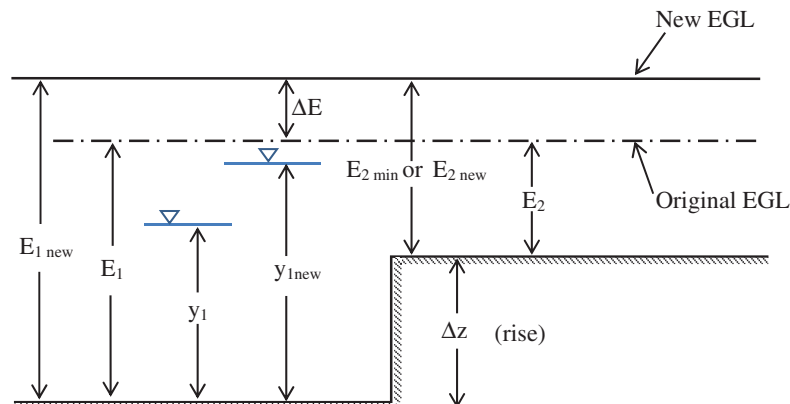 New EGL
ΔE
E2 min or E2 new
E2
Original EGL
E1 new
E1
y1new
y1
Δz (rise)